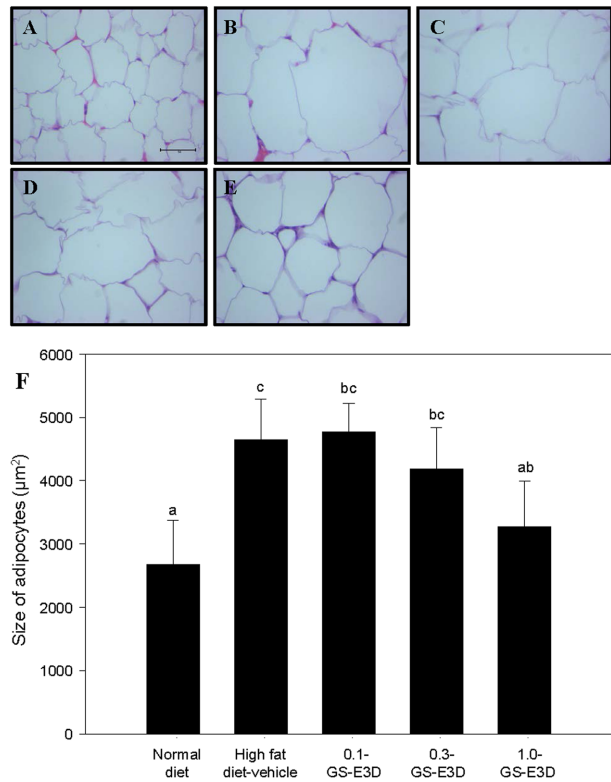 A
B
C
D
E
F
6000
5000
4000
3000
2000
1000
0
Size of adipocytes (µm²)
a
c
bc
bc
ab
Normal diet
High fat diet-vehicle
0.1-GS-E3D
0.3-GS-E3D
1.0-GS-E3D